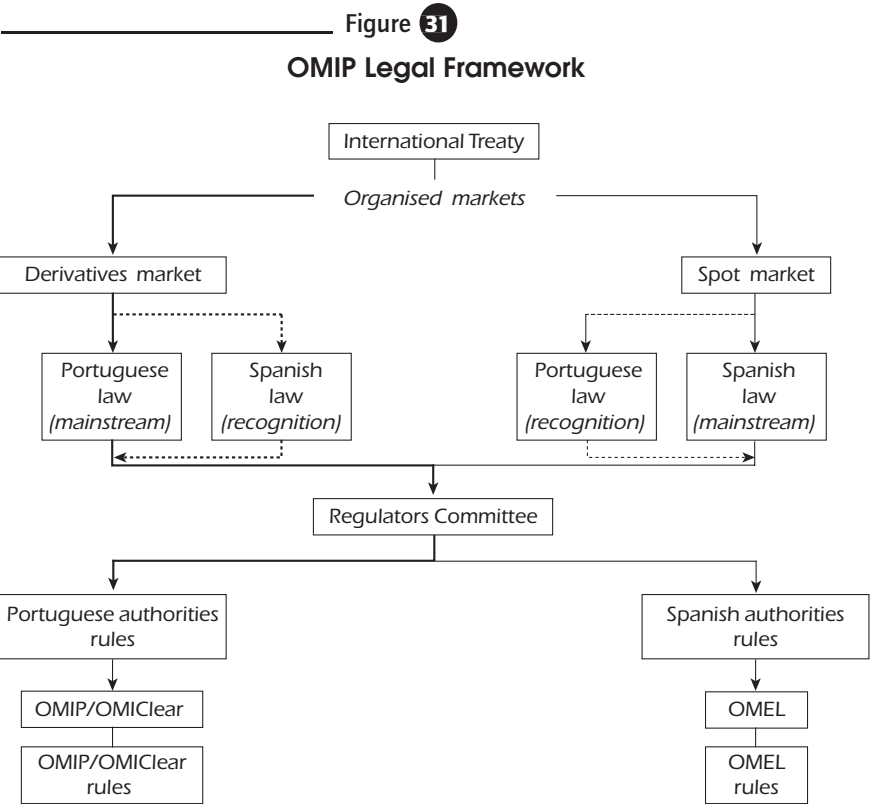 Figure 31
OMIP Legal Framework
International Treaty
Organised markets
Derivatives market
Spot market
Portuguese
law
(mainstream)
Spanish
law
(recognition)
Portuguese
law
(recognition)
Spanish
law
(mainstream)
Regulators Committee
Portuguese authorities
rules
Spanish authorities
rules
OMIP/OMIClear
OMEL
OMIP/OMIClear
rules
OMEL
rules